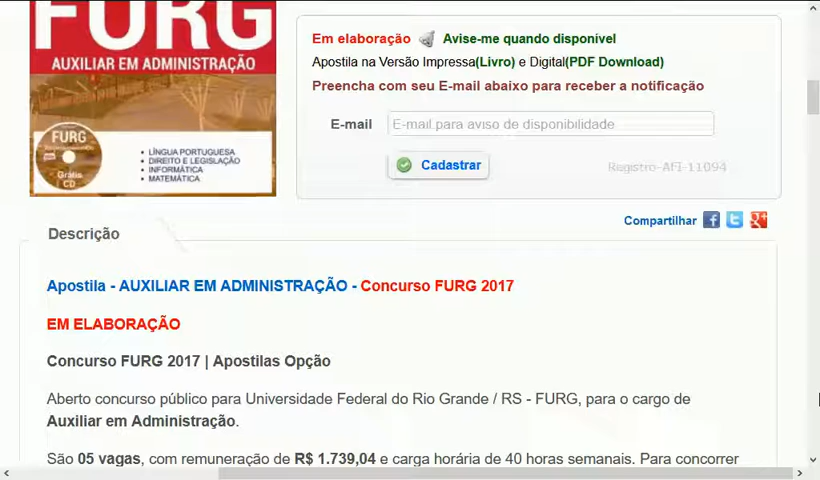 FURG
AUXILIAR EM ADMINISTRAÇÃO
FURG
Grátis
CD
• LÍNGUA PORTUGUESA
• DIREITO E LEGISLAÇÃO
• INFORMÁTICA
• MATEMÁTICA
Em elaboração Avise-me quando disponivel
Apostila na Versão Impressa(Livro) e Digital(PDF Download)
Preencha com seu E-mail abaixo para receber a notificação
E-mail E-mail para aviso de disponibilidade
Cadastrar Registro-AFI-11094
Compartilhar
Descrição
Apostila - AUXILIAR EM ADMINISTRAÇÃO - Concurso FURG 2017
EM ELABORAÇÃO
Concurso FURG 2017 | Apostilas Opção
Aberto concurso público para Universidade Federal do Rio Grande / RS - FURG, para o cargo de
Auxiliar em Administração.
São 05 vagas, com remuneração de R$ 1.739,04 e carga horária de 40 horas semanais. Para concorrer